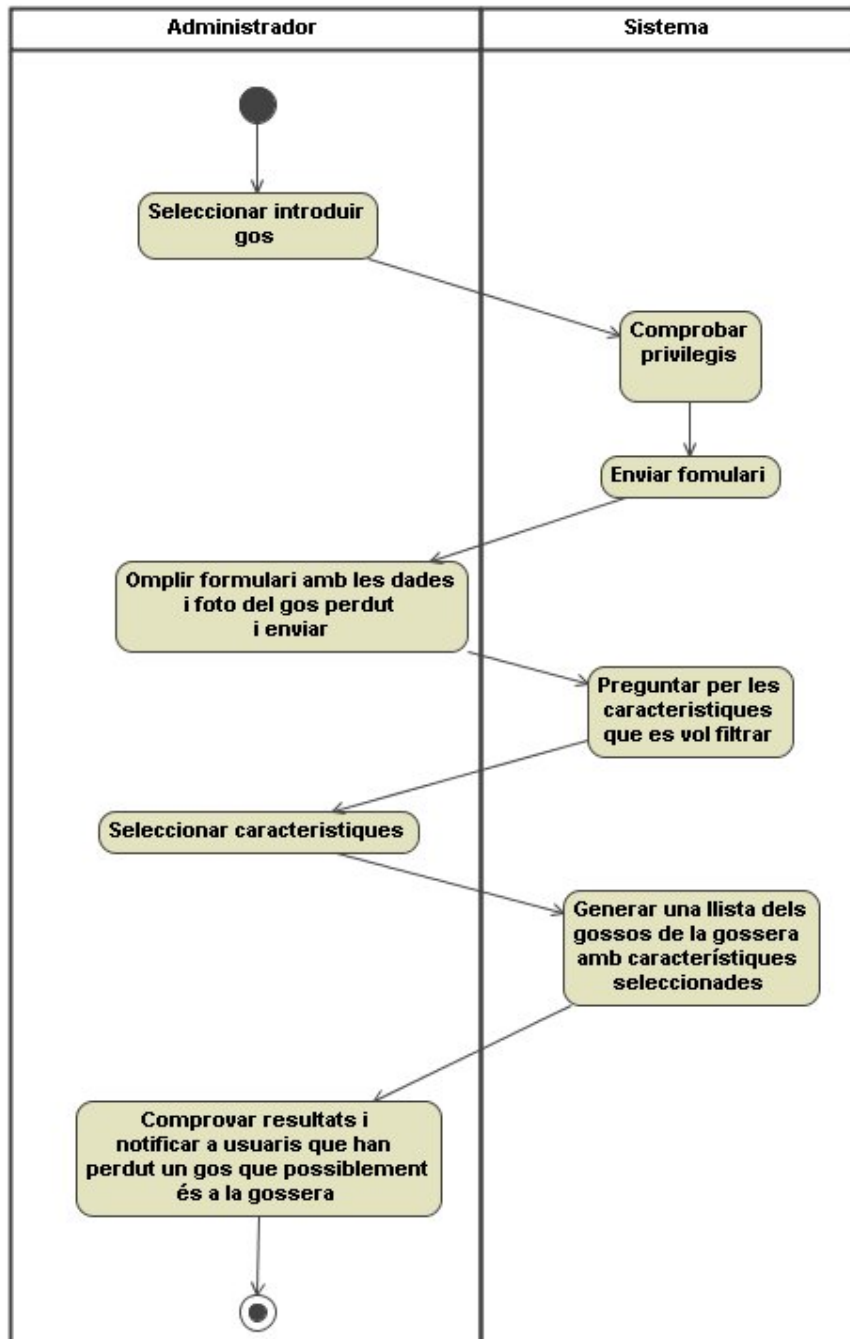 Administrador
Sistema
Seleccionar introduir
gos
Comprobar
privilegis
Enviar fomulari
Omplir formulari amb les dades
i foto del gos perdut
i enviar
Preguntar per les
caracteristiques
que es vol filtrar
Seleccionar caracteristiques
Generar una llista dels
gossos de la gossera
amb característiques
seleccionades
Comprovar resultats i
notificar a usuaris que han
perdut un gos que possiblement
és a la gossera